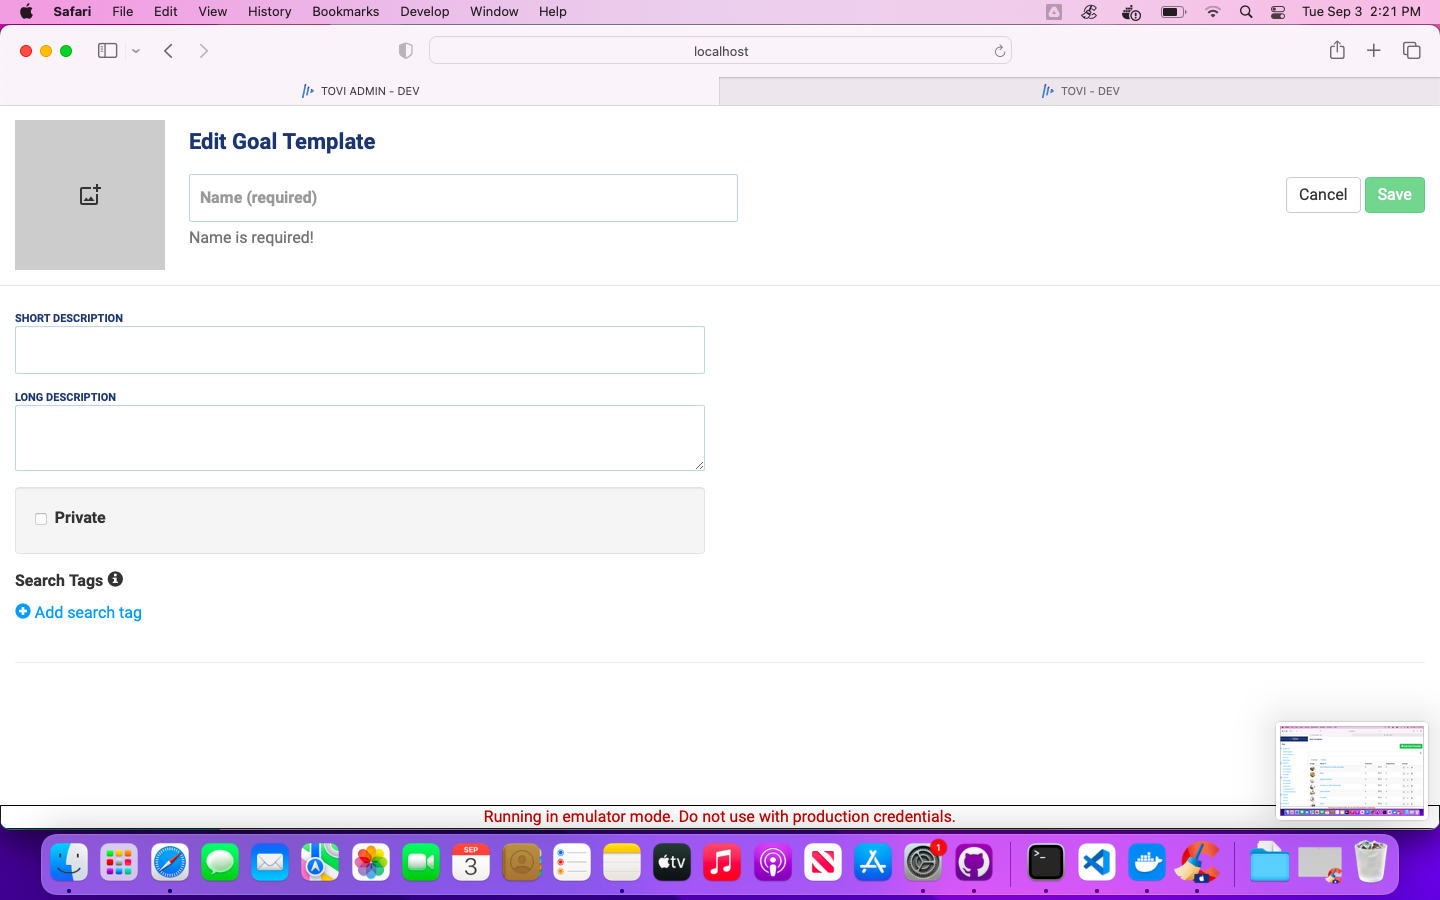 Safari File Edit View History Bookmarks Develop Window Help Tue Sep 3 2:21 PM
localhost
TOVI ADMIN - DEV
TOVI - DEV
Edit Goal Template
Name (required)
Cancel Save
Name is required!
SHORT DESCRIPTION
LONG DESCRIPTION
Private
Search Tags
Add search tag
Running in emulator mode. Do not use with production credentials.
SEP
3
tv
1